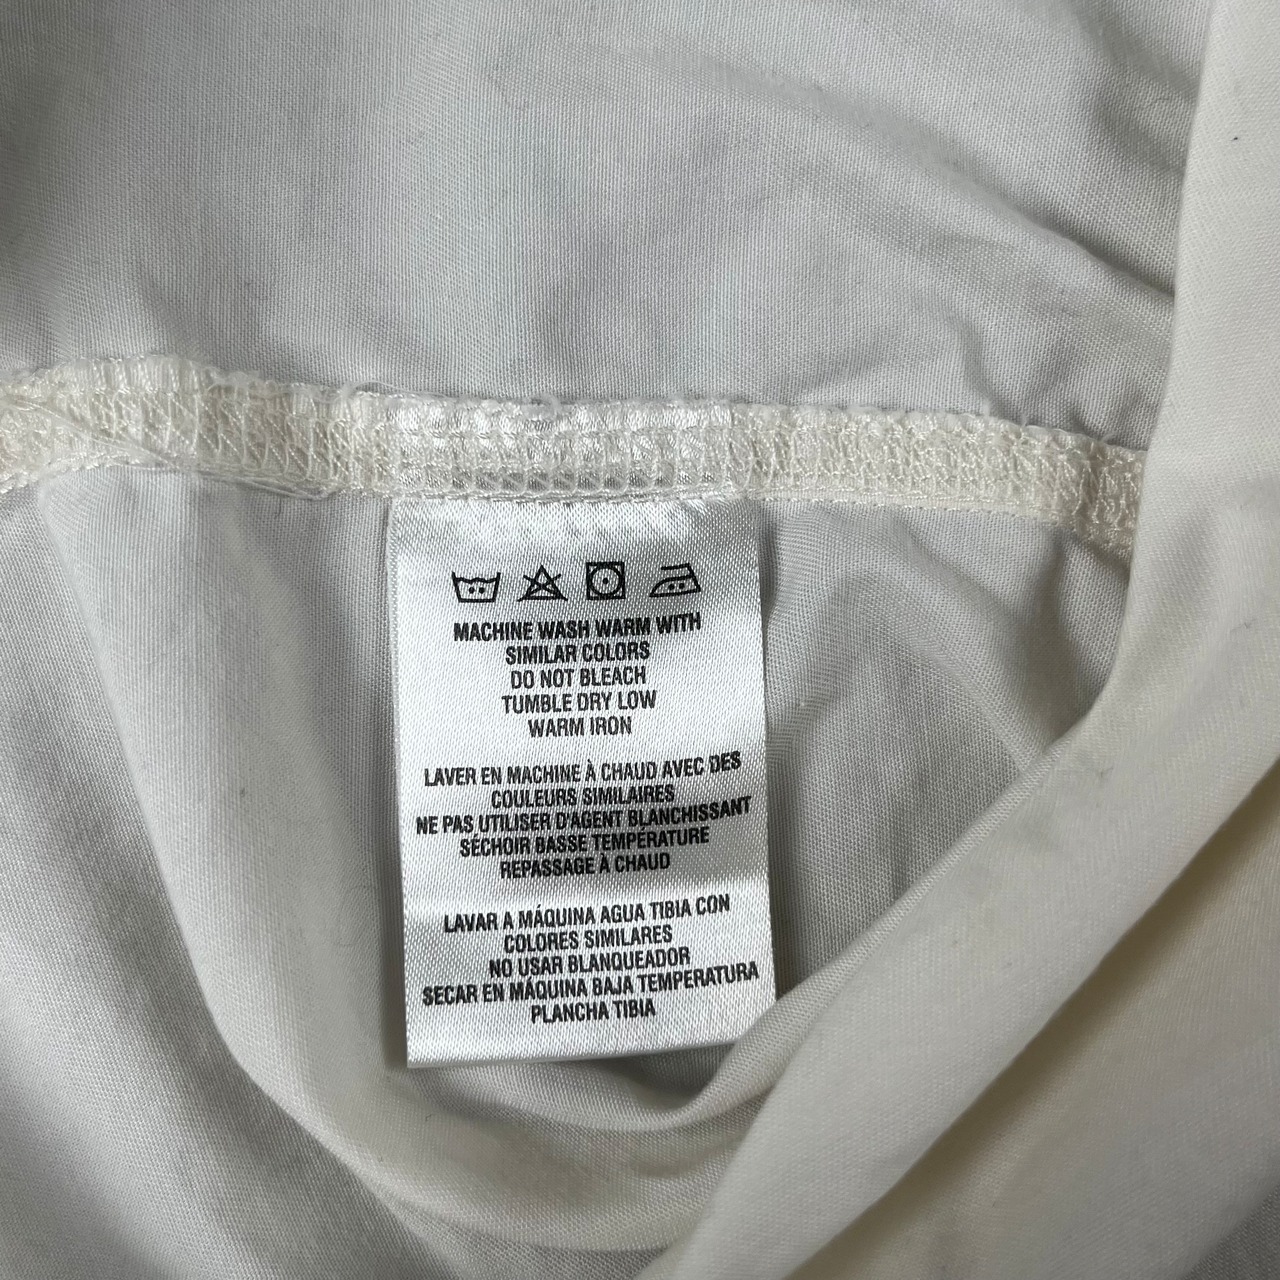 MACHINE WASH WARM WITH
SIMILAR COLORS
DO NOT BLEACH
TUMBLE DRY LOW
WARM IRON
LAVER EN MACHINE À CHAUD AVEC DES
COULEURS SIMILAIRES
NE PAS UTILISER D'AGENT BLANCHISSANT
SÉCHOIR BASSE TEMPÉRATURE
REPASSAGE À CHAUD
LAVAR A MÁQUINA AGUA TIBIA CON
COLORES SIMILARES
NO USAR BLANQUEADOR
SECAR EN MÁQUINA BAJA TEMPERATURA
PLANCHA TIBIA